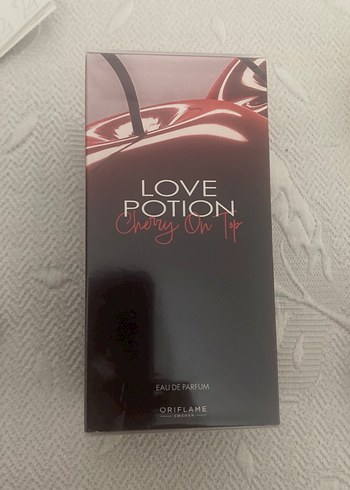 LOVE
POTION
Cherry On Top
EAU DE PARFUM
ORIFLAME
SWEDEN